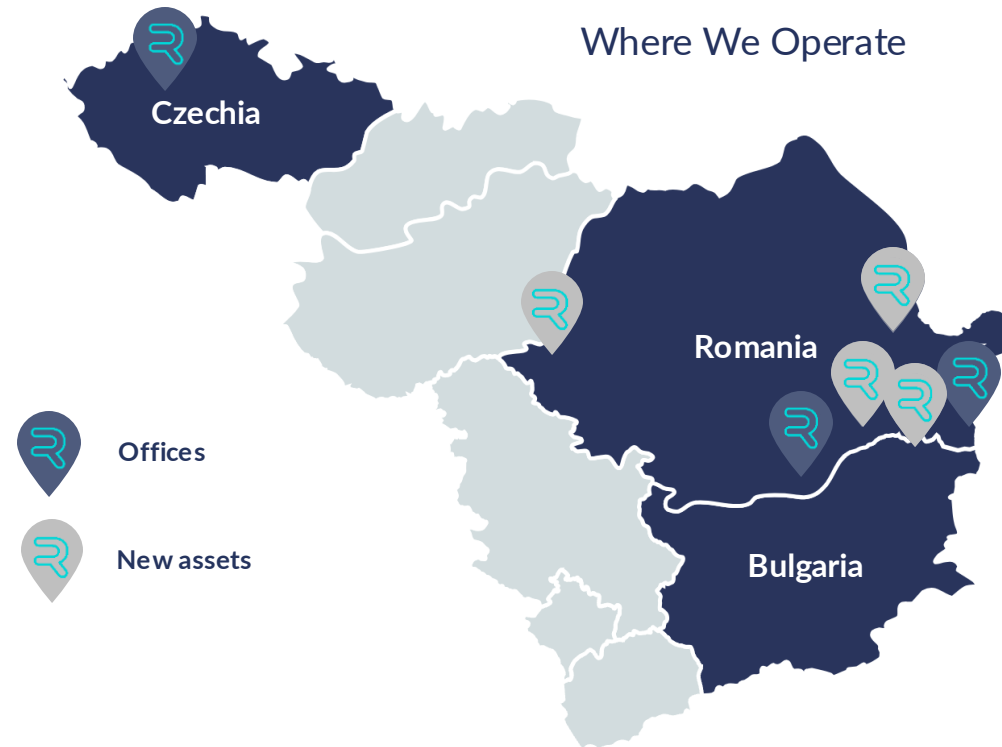 Where We Operate
Czechia
Romania
Offices
New assets
Bulgaria